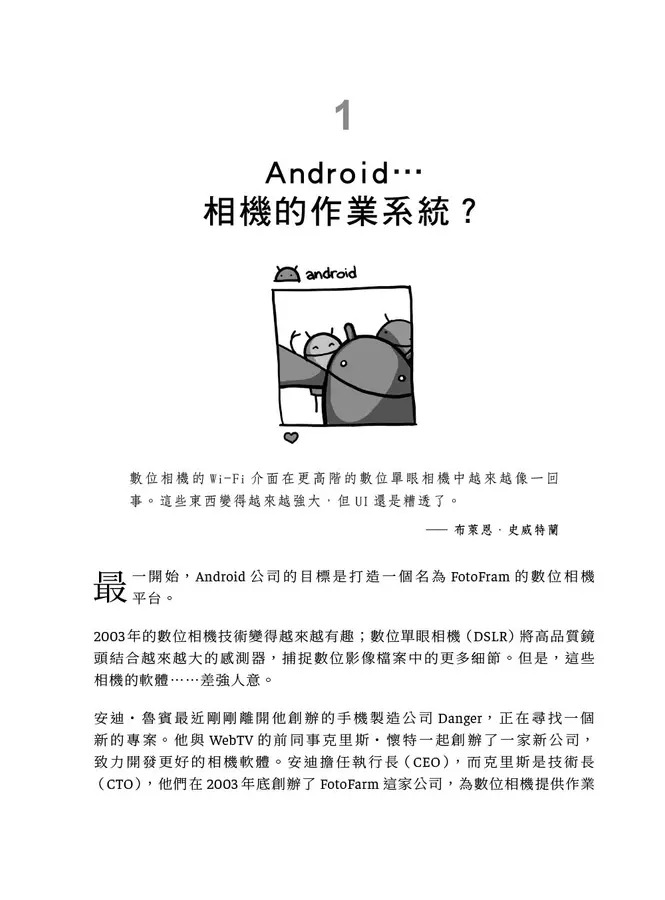 1
Android…
相機的作業系統？
android
數位相機的 Wi-Fi 介面在更高階的數位單眼相機中越來越像一回
事。這些東西變得越來越強大，但 UI 還是糟透了。
—— 布萊恩．史威特蘭
最一開始，Android 公司的目標是打造一個名為 FotoFram 的數位相機
平台。
2003年的數位相機技術變得越來越有趣；數位單眼相機（DSLR）將高品質鏡
頭結合越來越大的感測器，捕捉數位影像檔案中的更多細節。但是，這些
相機的軟體……差強人意。
安迪・魯賓最近剛剛離開他創辦的手機製造公司 Danger，正在尋找一個
新的專案。他與 WebTV 的前同事克里斯・懷特一起創辦了一家新公司，
致力開發更好的相機軟體。安迪擔任執行長（CEO），而克里斯是技術長
（CTO），他們在 2003 年底創辦了 FotoFarm 這家公司，為數位相機提供作業